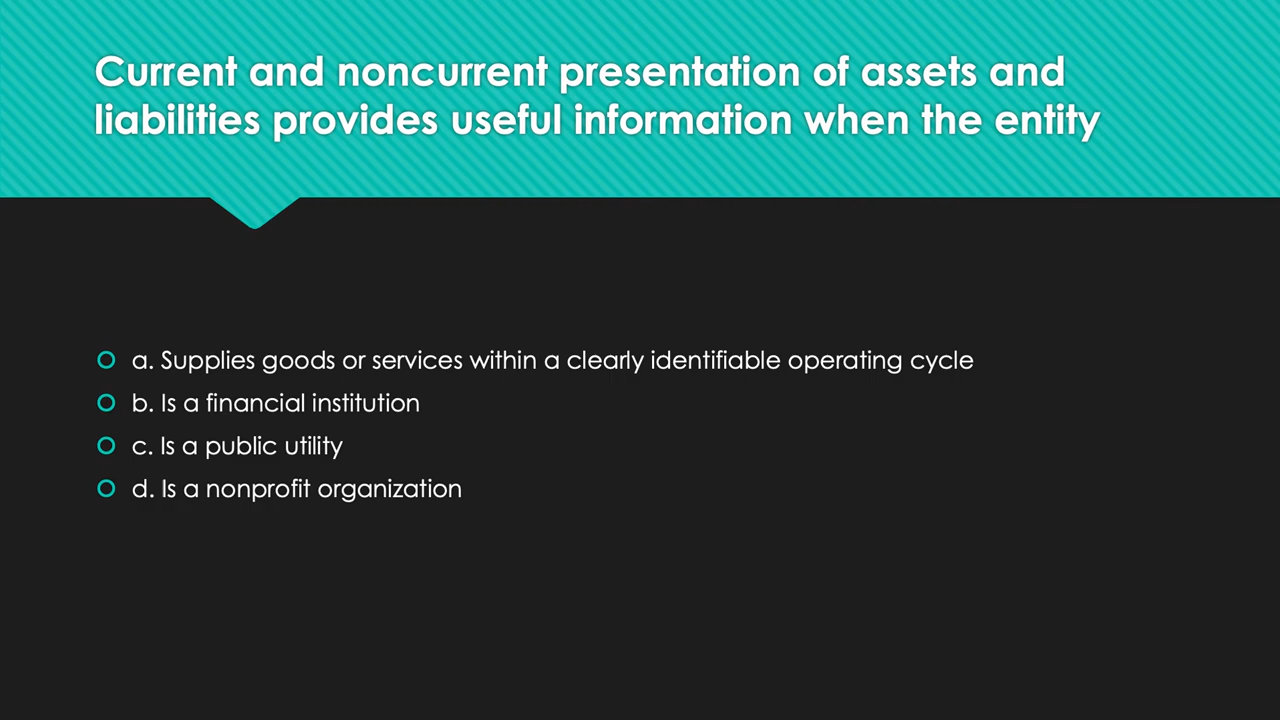 Current and noncurrent presentation of assets and
liabilities provides useful information when the entity
a. Supplies goods or services within a clearly identifiable operating cycle
b. Is a financial institution
c. Is a public utility
d. Is a nonprofit organization